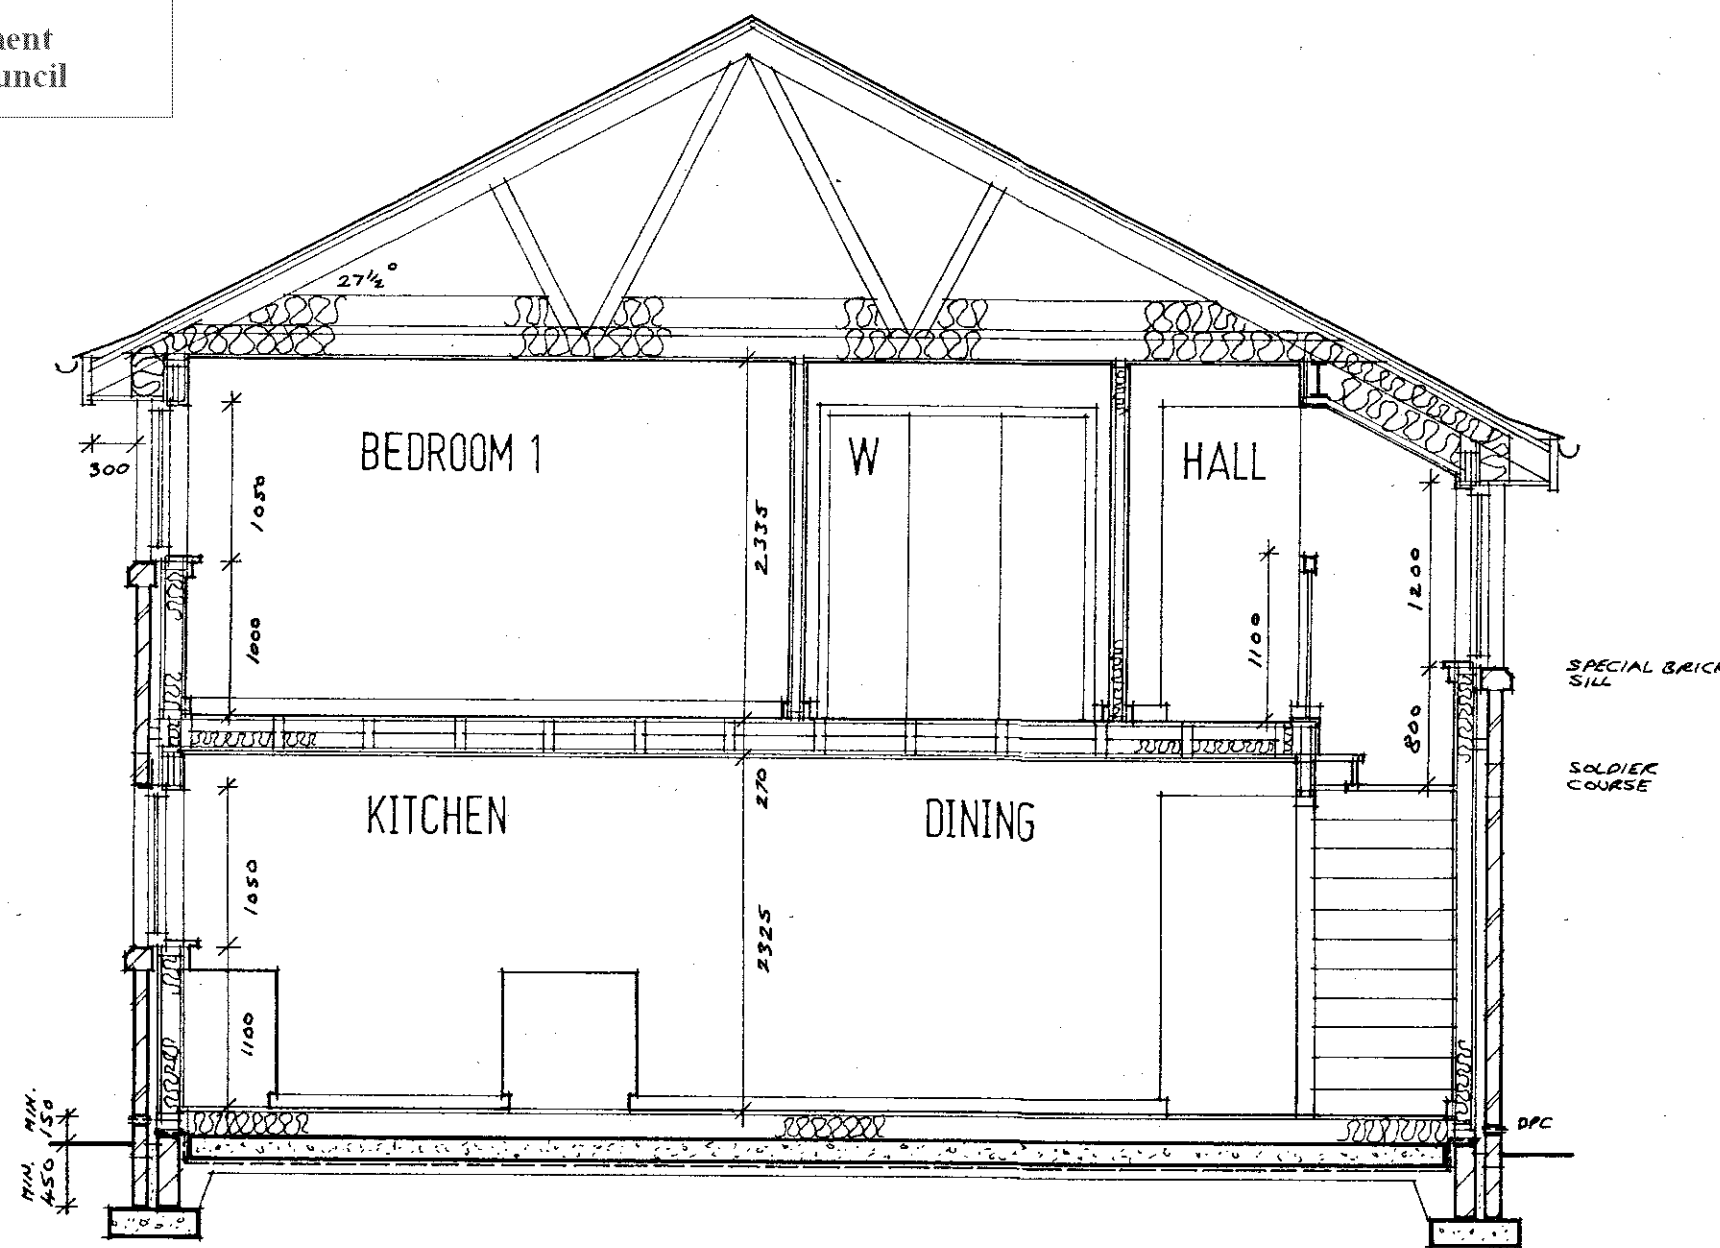 ment
uncil
27½°
300
BEDROOM 1
W
HALL
1050
1000
2335
1100
1200
800
SPECIAL BRICK
SILL
SOLDIER
COURSE
KITCHEN
DINING
270
1050
2325
1100
MIN.
150
MIN.
450
DPC